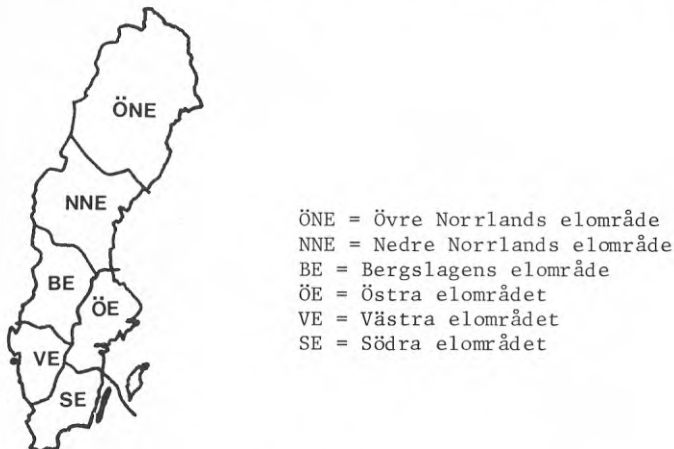 ÖNE
NNE
BE
ÖE
VE
SE
ÖNE = Övre Norrlands elområde
NNE = Nedre Norrlands elområde
BE = Bergslagens elområde
ÖE = Östra elområdet
VE = Västra elområdet
SE = Södra elområdet